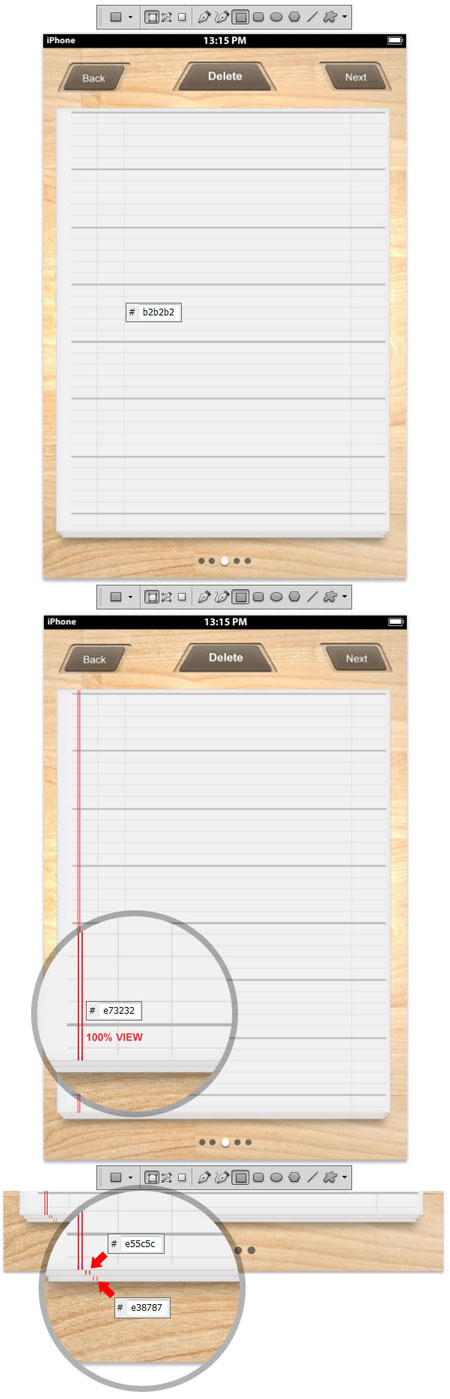 iPhone 13:15 PM
Back Delete Next
# b2b2b2
iPhone 13:15 PM
Back Delete Next
# e73232
100% VIEW
# e55c5c
# e38787